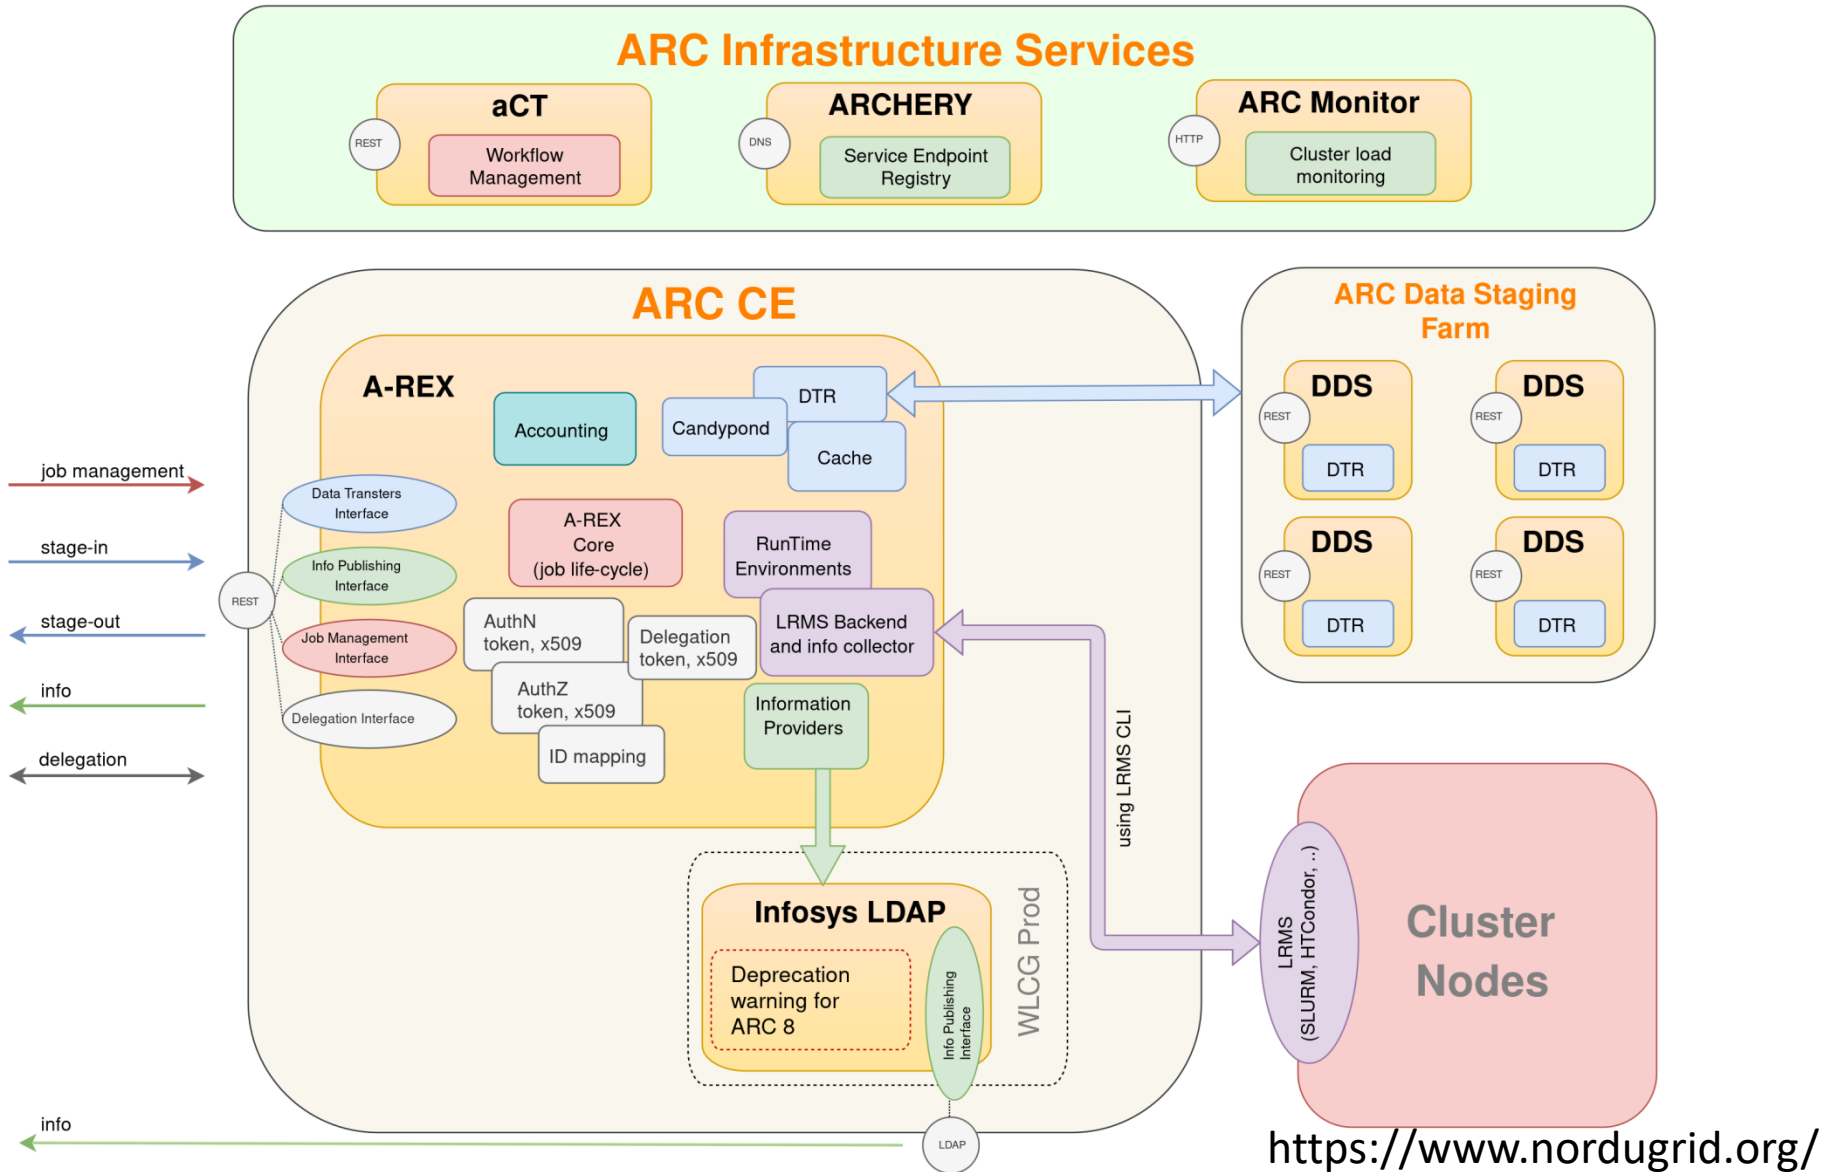 ARC Infrastructure Services
aCT
REST
Workflow
Management
ARCHERY
DNS
Service Endpoint
Registry
ARC Monitor
HTTP
Cluster load
monitoring
ARC CE
A-REX
Accounting
DTR
Candypond
Cache
job management
stage-in
stage-out
info
delegation
REST
Data Transters
Interface
Info Publishing
Interface
Job Management
Interface
Delegation Interface
A-REX
Core
(job life-cycle)
RunTime
Environments
AuthN
token, x509
Delegation
token, x509
LRMS Backend
and info collector
AuthZ
token, x509
ID mapping
Information
Providers
using LRMS CLI
Infosys LDAP
Deprecation
warning for
ARC 8
Info Publishing
Interface
WLCG Prod
LDAP
info
ARC Data Staging
Farm
DDS
REST
DTR
DDS
REST
DTR
DDS
REST
DTR
DDS
REST
DTR
LRMS
(SLURM, HTCondor, ..)
Cluster
Nodes
https://www.nordugrid.org/